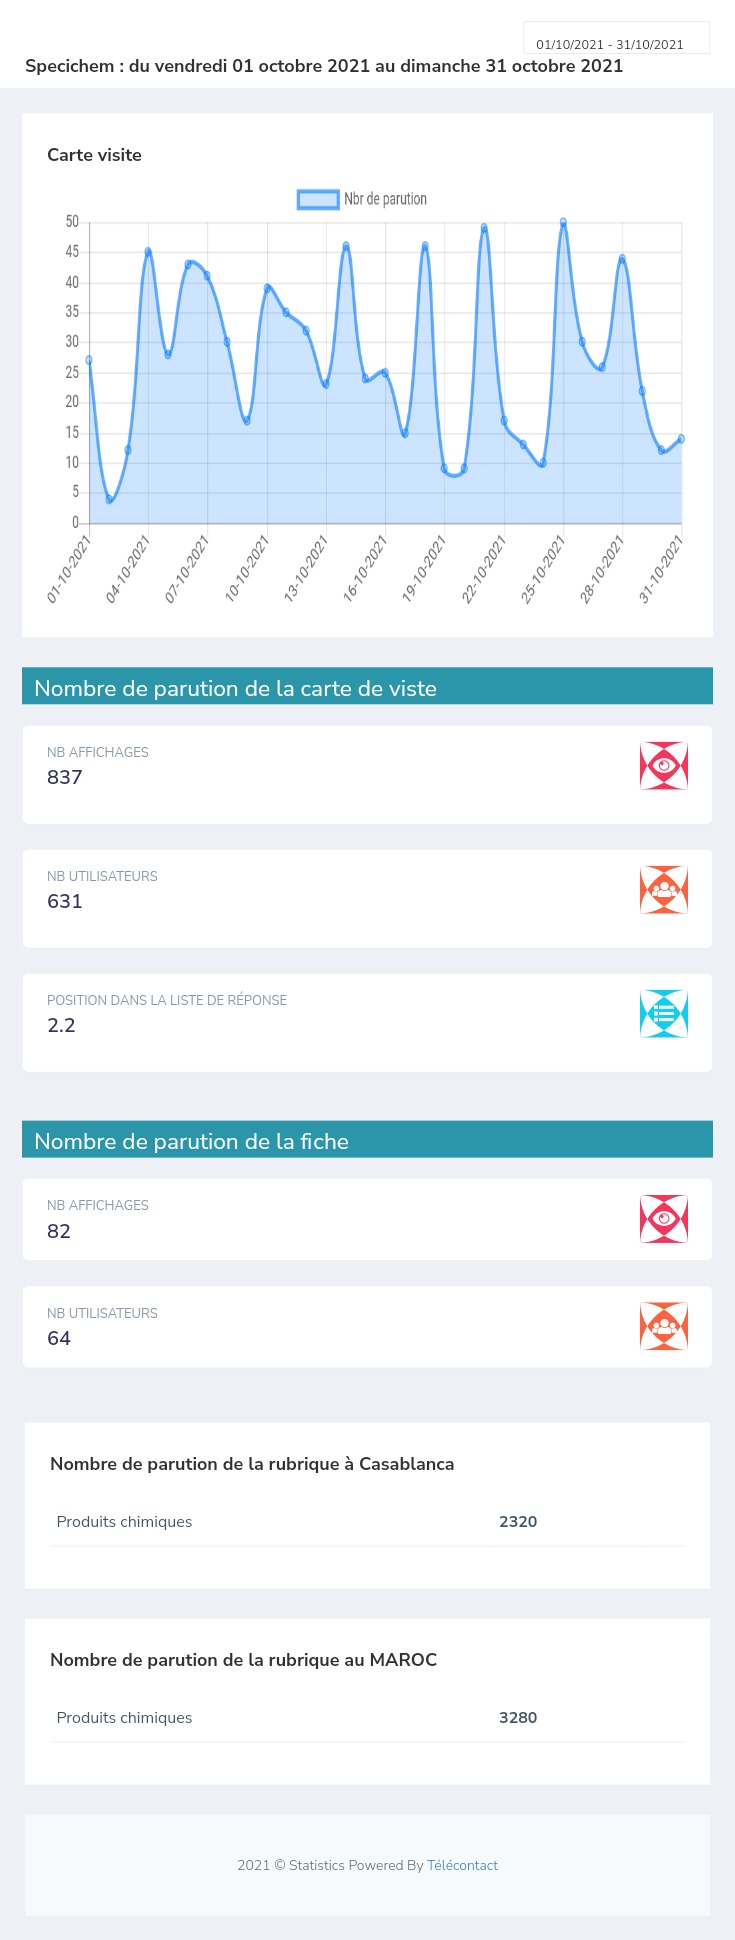 01/10/2021 - 31/10/2021
Specichem : du vendredi 01 octobre 2021 au dimanche 31 octobre 2021
Carte visite
Nbr de parution
50
45
40
35
30
25
20
15
10
5
0
01-10-2021
04-10-2021
07-10-2021
10-10-2021
13-10-2021
16-10-2021
19-10-2021
22-10-2021
25-10-2021
28-10-2021
31-10-2021
Nombre de parution de la carte de viste
NB AFFICHAGES
837
NB UTILISATEURS
631
POSITION DANS LA LISTE DE RÉPONSE
2.2
Nombre de parution de la fiche
NB AFFICHAGES
82
NB UTILISATEURS
64
Nombre de parution de la rubrique à Casablanca
Produits chimiques 2320
Nombre de parution de la rubrique au MAROC
Produits chimiques 3280
2021 © Statistics Powered By Télécontact